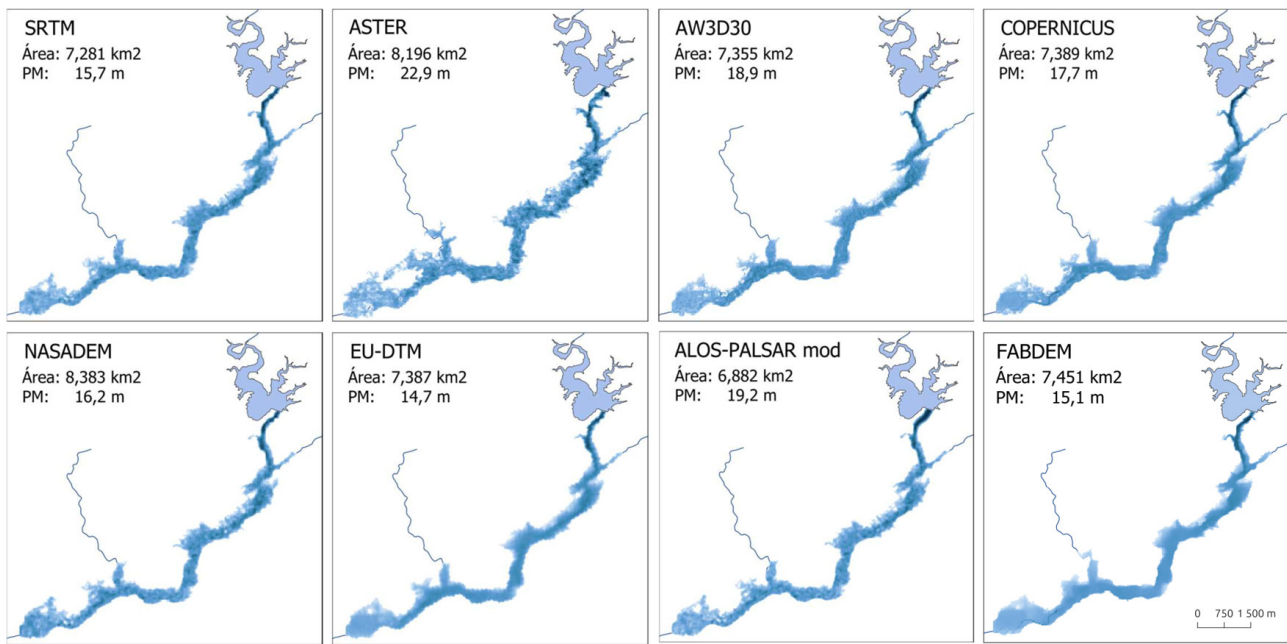 SRTM
Área: 7,281 km2
PM: 15,7 m
ASTER
Área: 8,196 km2
PM: 22,9 m
AW3D30
Área: 7,355 km2
PM: 18,9 m
COPERNICUS
Área: 7,389 km2
PM: 17,7 m
NASADEM
Área: 8,383 km2
PM: 16,2 m
EU-DTM
Área: 7,387 km2
PM: 14,7 m
ALOS-PALSAR mod
Área: 6,882 km2
PM: 19,2 m
FABDEM
Área: 7,451 km2
PM: 15,1 m
0 750 1 500 m